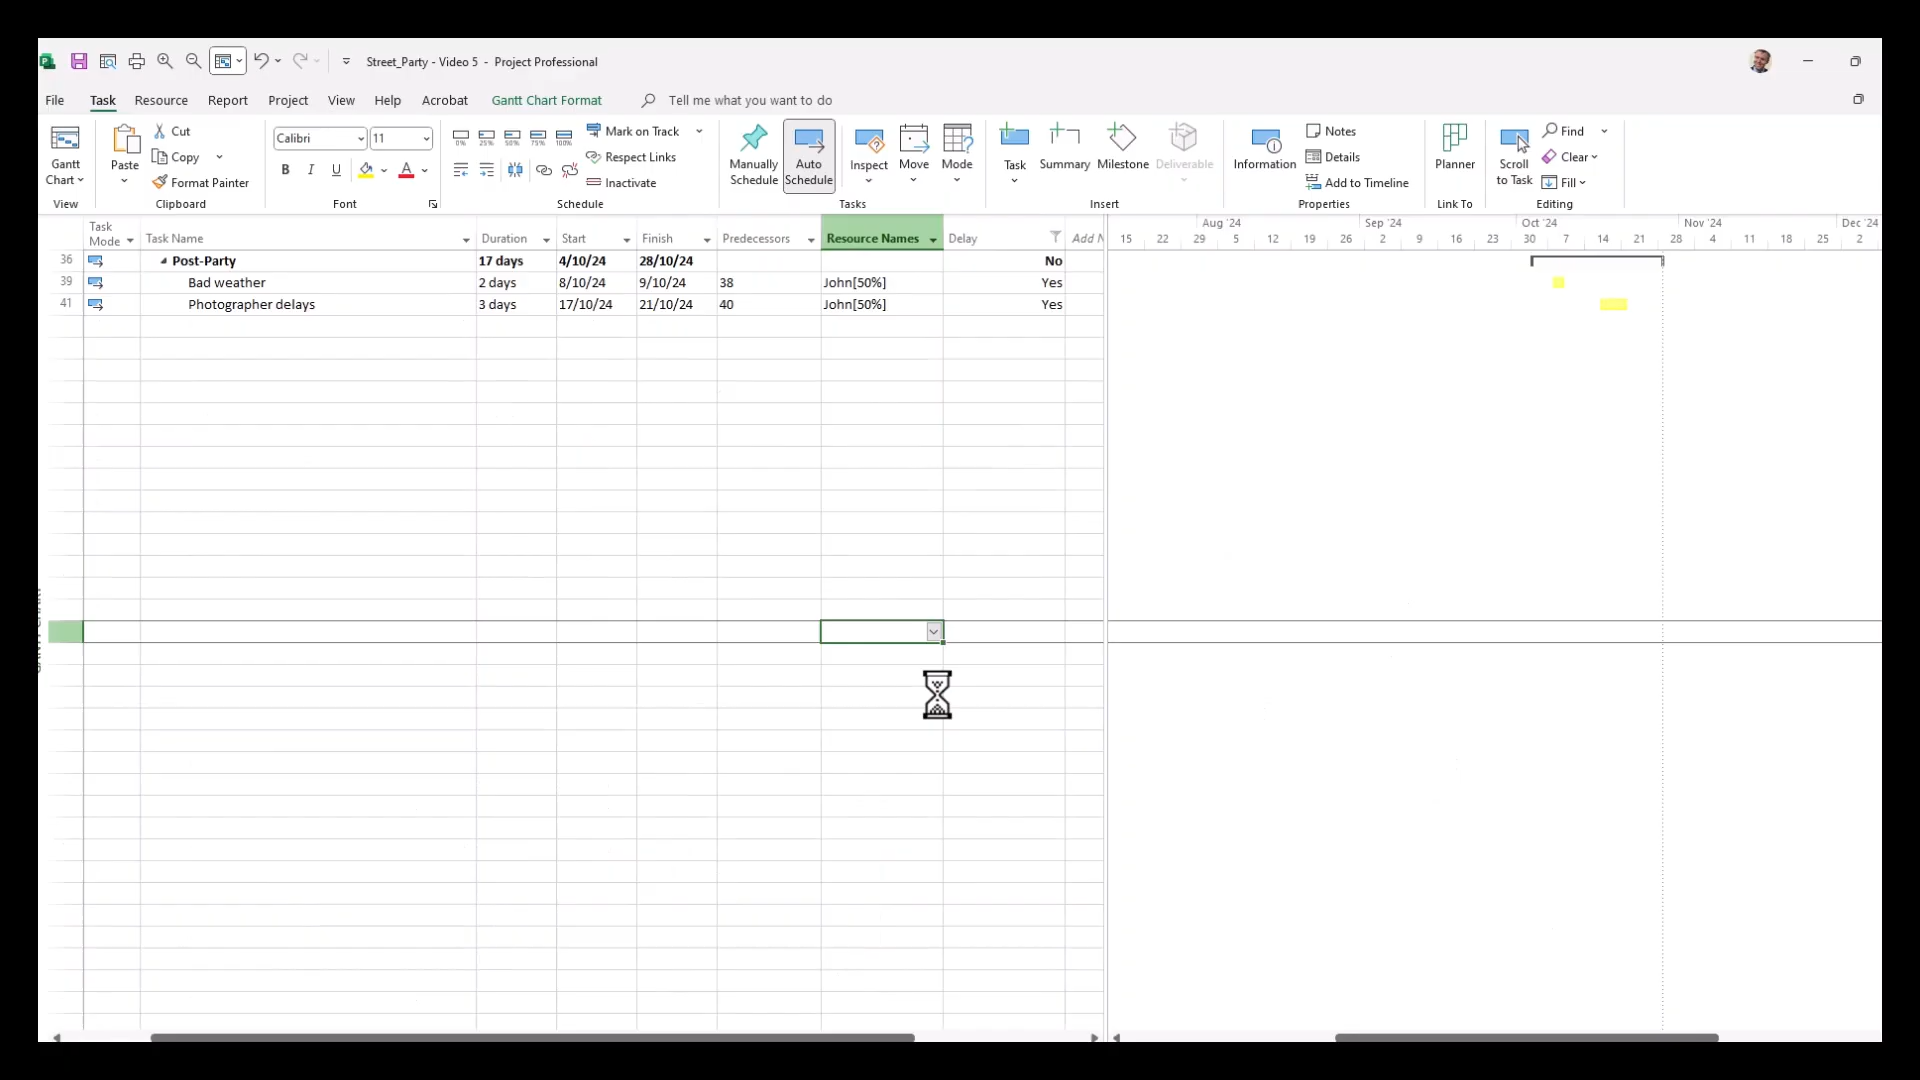 Street_Party - Video 5 - Project Professional
File Task Resource Report Project View Help Acrobat Gantt Chart Format Tell me what you want to do
Gantt Chart
View
Paste
Cut
Copy
Format Painter
Clipboard
Calibri 11
B I U A
Font
0% 25% 50% 75% 100%
Mark on Track
Respect Links
Inactivate
Schedule
Manually Schedule
Auto Schedule
Inspect
Move
Mode
Tasks
Task
Summary
Milestone
Deliverable
Insert
Information
Notes
Details
Add to Timeline
Properties
Planner
Link To
Scroll to Task
Find
Clear
Fill
Editing
Task Mode Task Name Duration Start Finish Predecessors Resource Names Delay Add N
Aug '24 Sep '24 Oct '24 Nov '24 Dec '24
15 22 29 5 12 19 26 2 9 16 23 30 7 14 21 28 4 11 18 25 2
36 Post-Party 17 days 4/10/24 28/10/24 No
39 Bad weather 2 days 8/10/24 9/10/24 38 John[50%] Yes
41 Photographer delays 3 days 17/10/24 21/10/24 40 John[50%] Yes